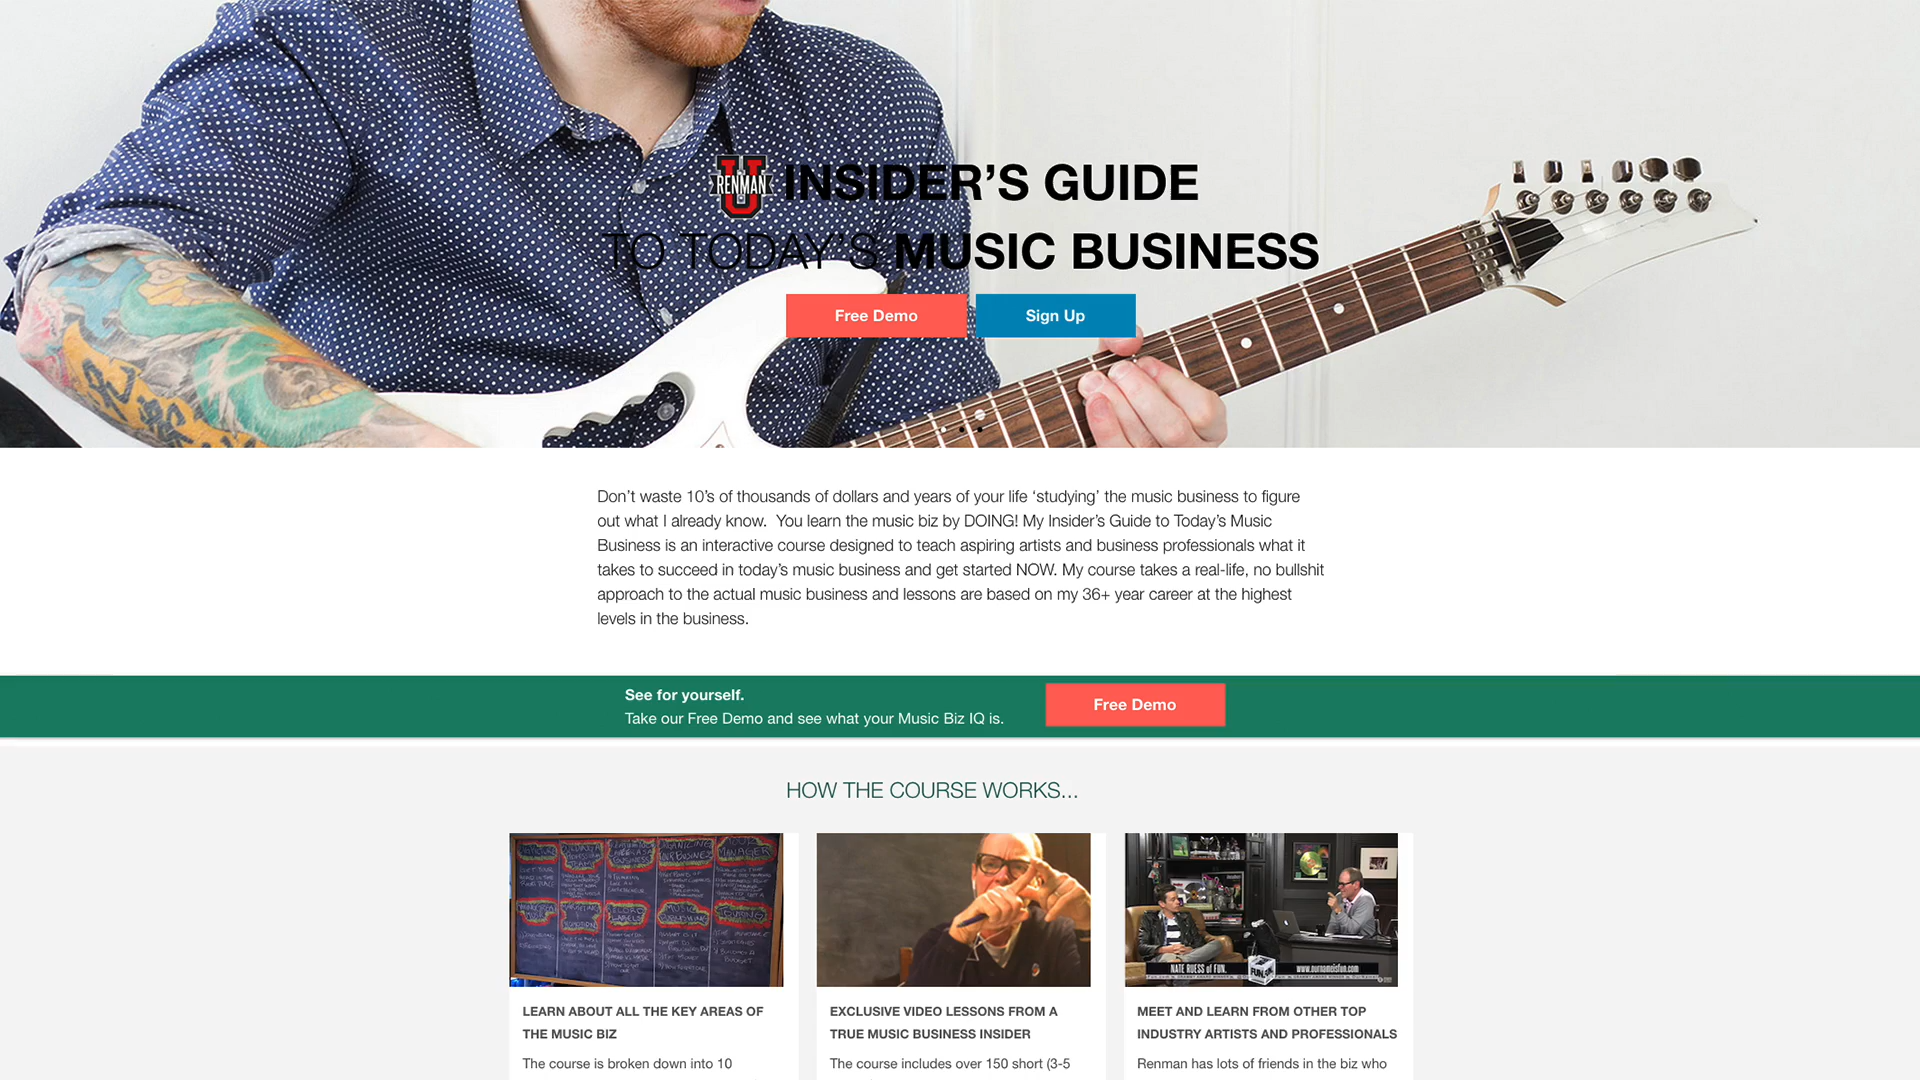 RENMAN
U
INSIDER’S GUIDE
TO TODAY’S MUSIC BUSINESS
Free Demo
Sign Up
Don’t waste 10’s of thousands of dollars and years of your life ‘studying’ the music business to figure
out what I already know.  You learn the music biz by DOING! My Insider’s Guide to Today’s Music
Business is an interactive course designed to teach aspiring artists and business professionals what it
takes to succeed in today’s music business and get started NOW. My course takes a real-life, no bullshit
approach to the actual music business and lessons are based on my 36+ year career at the highest
levels in the business.
See for yourself.
Take our Free Demo and see what your Music Biz IQ is.
Free Demo
HOW THE COURSE WORKS...
MANAGER
NATE RUESS of FUN.
FUN.
www.ournameisfun.com
LEARN ABOUT ALL THE KEY AREAS OF
THE MUSIC BIZ
The course is broken down into 10
EXCLUSIVE VIDEO LESSONS FROM A
TRUE MUSIC BUSINESS INSIDER
The course includes over 150 short (3-5
MEET AND LEARN FROM OTHER TOP
INDUSTRY ARTISTS AND PROFESSIONALS
Renman has lots of friends in the biz who